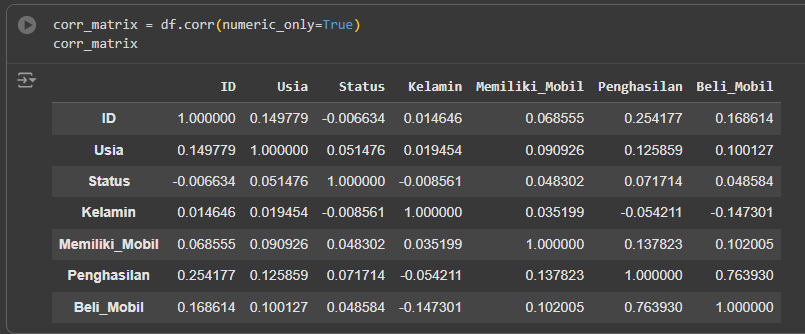 corr_matrix = df.corr(numeric_only=True)
corr_matrix
ID Usia Status Kelamin Memiliki_Mobil Penghasilan Beli_Mobil
ID 1.000000 0.149779 -0.006634 0.014646 0.068555 0.254177 0.168614
Usia 0.149779 1.000000 0.051476 0.019454 0.090926 0.125859 0.100127
Status -0.006634 0.051476 1.000000 -0.008561 0.048302 0.071714 0.048584
Kelamin 0.014646 0.019454 -0.008561 1.000000 0.035199 -0.054211 -0.147301
Memiliki_Mobil 0.068555 0.090926 0.048302 0.035199 1.000000 0.137823 0.102005
Penghasilan 0.254177 0.125859 0.071714 -0.054211 0.137823 1.000000 0.763930
Beli_Mobil 0.168614 0.100127 0.048584 -0.147301 0.102005 0.763930 1.000000